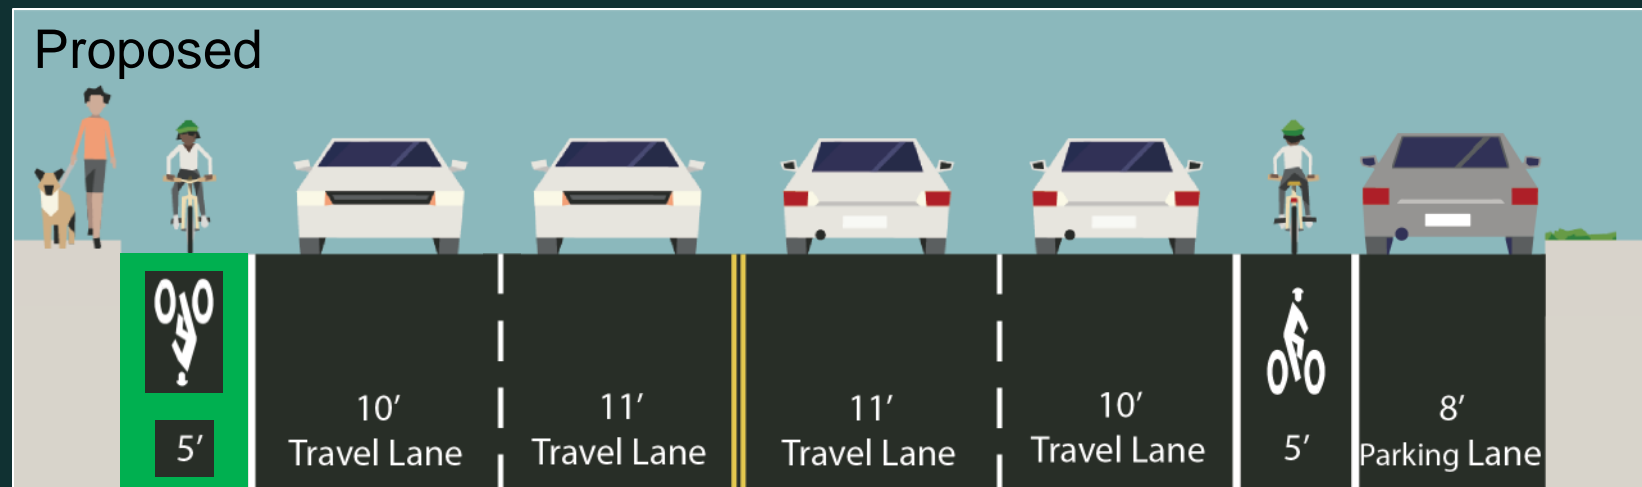 Proposed
5′
10′
Travel Lane
11′
Travel Lane
11′
Travel Lane
10′
Travel Lane
5′
8′
Parking Lane